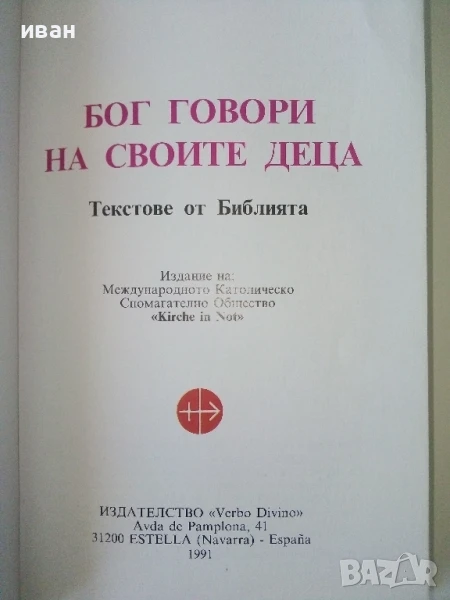 иван
БОГ ГОВОРИ
НА СВОИТЕ ДЕЦА
Текстове от Библията
Издание на:
Международното Католическо
Спомагателно Общество
«Kirche in Not»
ИЗДАТЕЛСТВО «Verbo Divino»
Avda de Pamplona, 41
31200 ESTELLA (Navarra) - España
1991
BAZAR